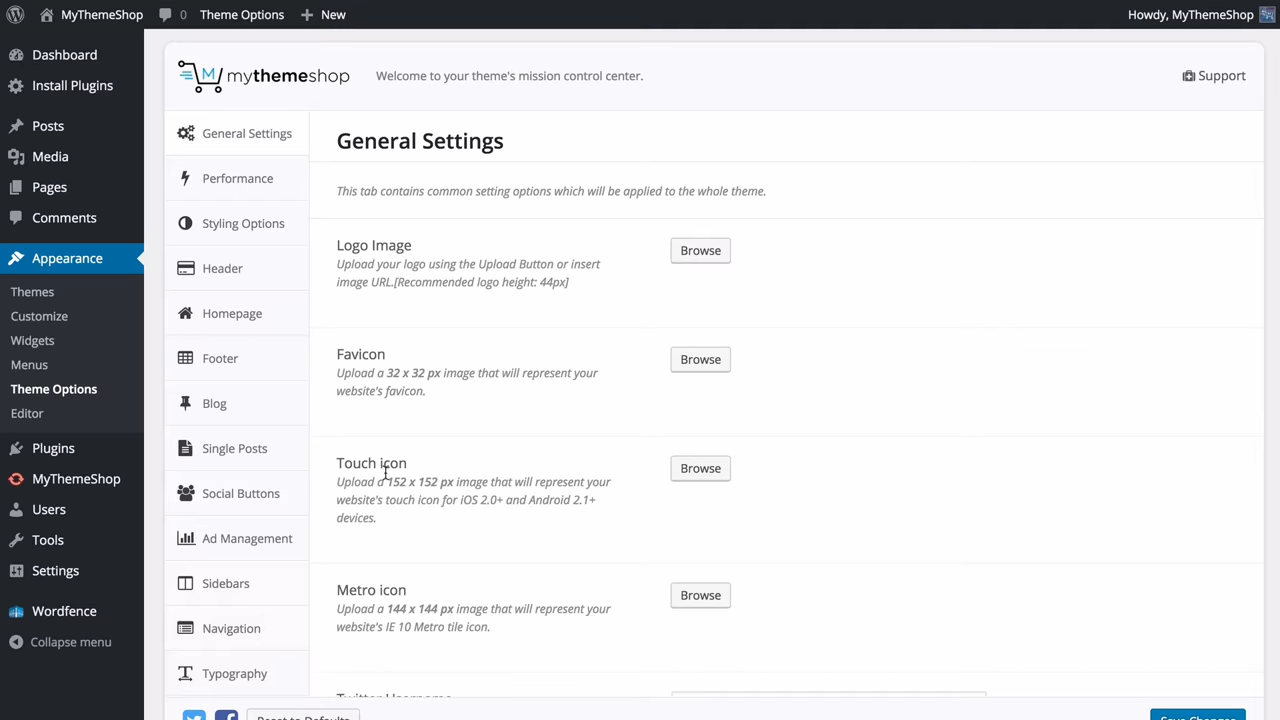 MyThemeShop
0
Theme Options
New
Howdy, MyThemeShop
Dashboard
Install Plugins
Posts
Media
Pages
Comments
Appearance
Themes
Customize
Widgets
Menus
Theme Options
Editor
Plugins
MyThemeShop
Users
Tools
Settings
Wordfence
Collapse menu
M mythemeshop
Welcome to your theme's mission control center.
Support
General Settings
Performance
Styling Options
Header
Homepage
Footer
Blog
Single Posts
Social Buttons
Ad Management
Sidebars
Navigation
Typography
General Settings
This tab contains common setting options which will be applied to the whole theme.
Logo Image
Upload your logo using the Upload Button or insert
image URL.[Recommended logo height: 44px]
Browse
Favicon
Upload a 32 x 32 px image that will represent your
website's favicon.
Browse
Touch icon
Upload a 152 x 152 px image that will represent your
website's touch icon for iOS 2.0+ and Android 2.1+
devices.
Browse
Metro icon
Upload a 144 x 144 px image that will represent your
website's IE 10 Metro tile icon.
Browse
Twitter Username
Reset to Defaults
Save Changes